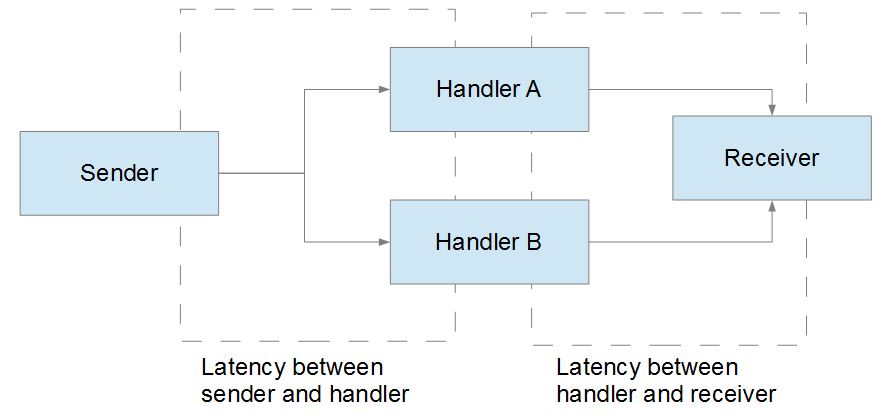 Handler A
Sender
Receiver
Handler B
Latency between
sender and handler
Latency between
handler and receiver